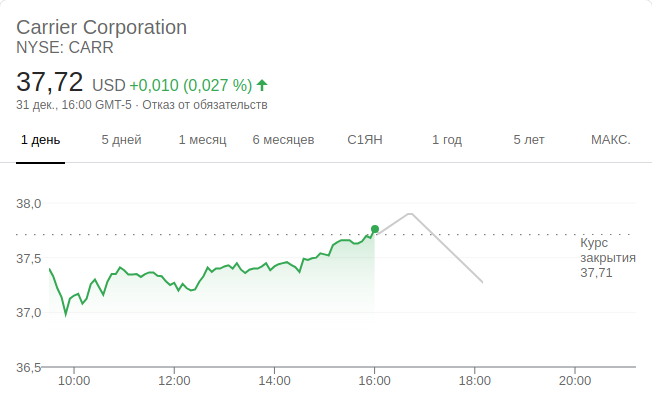 Carrier Corporation
NYSE: CARR
37,72 USD +0,010 (0,027 %)
31 дек., 16:00 GMT-5 · Отказ от обязательств
1 день 5 дней 1 месяц 6 месяцев С1ЯН 1 год 5 лет МАКС.
38,0
Курс
закрытия
37,71
37,5
37,0
36,5
10:00 12:00 14:00 16:00 18:00 20:00